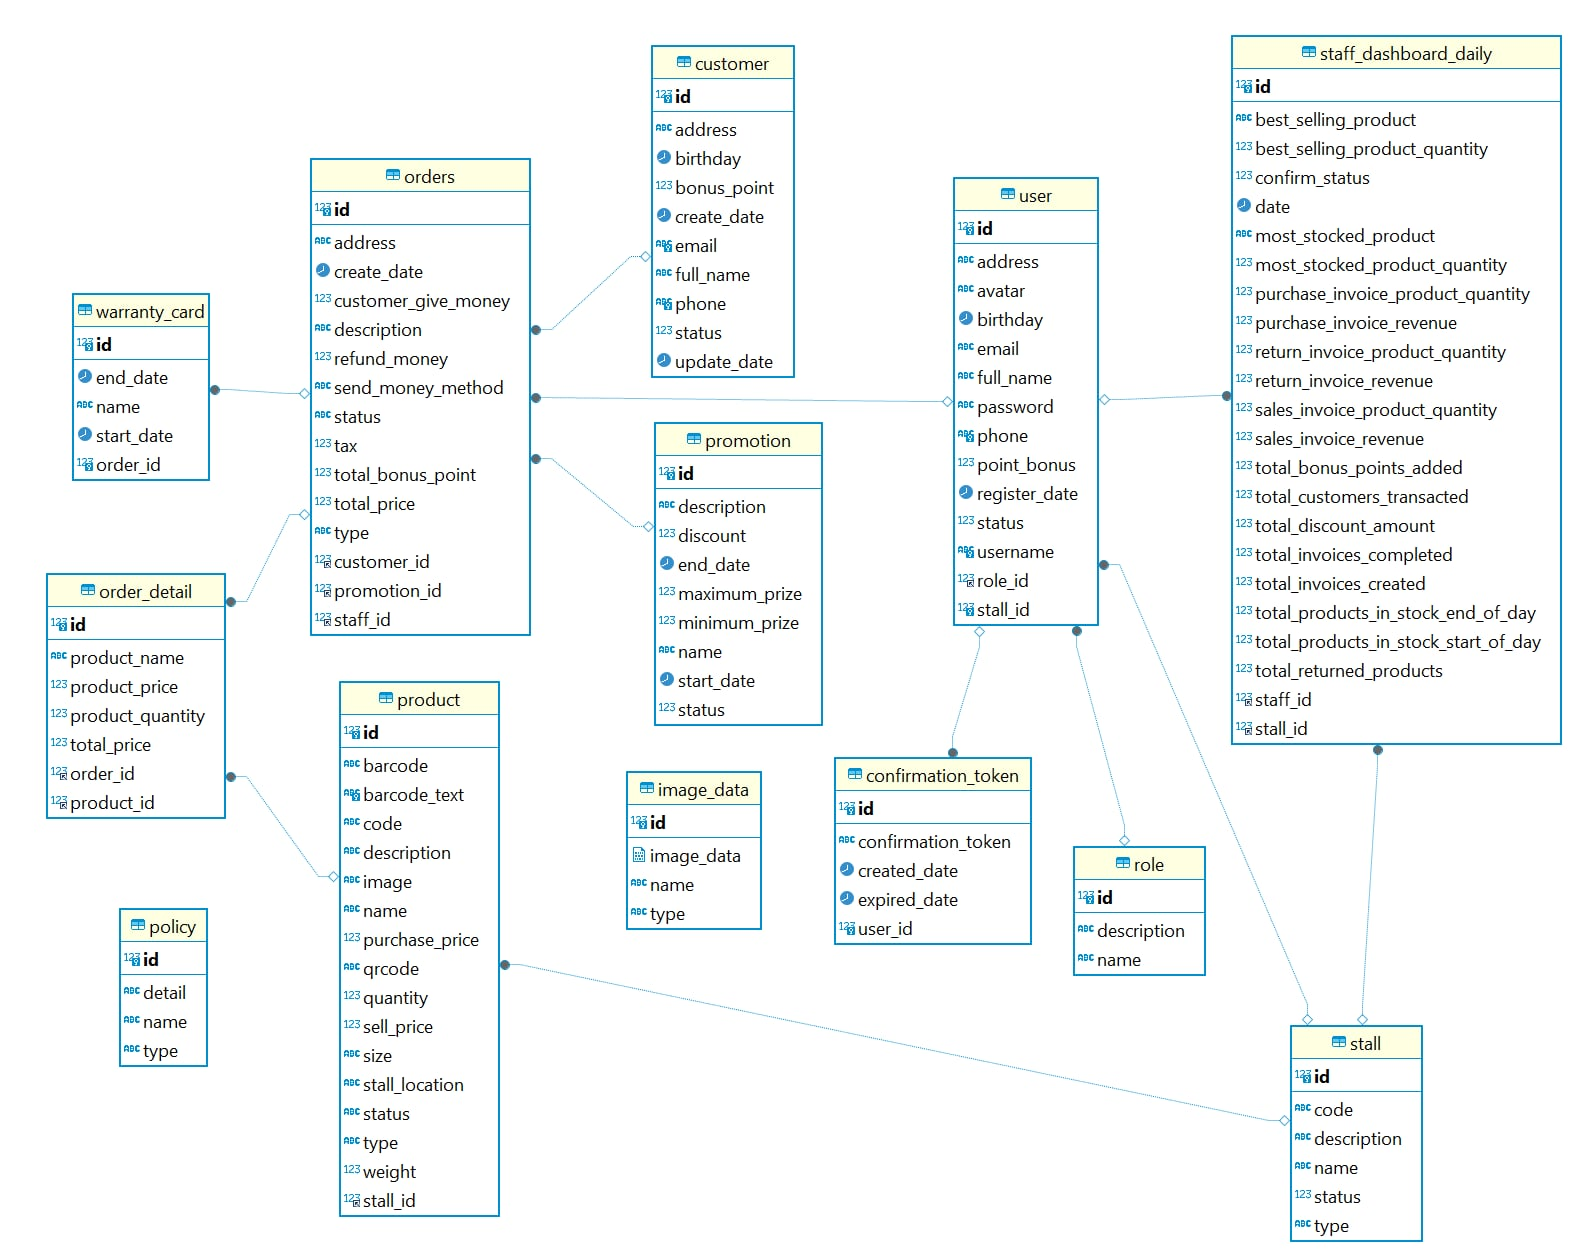 customer
id
address
birthday
bonus_point
create_date
email
full_name
phone
status
update_date
staff_dashboard_daily
id
best_selling_product
best_selling_product_quantity
confirm_status
date
most_stocked_product
most_stocked_product_quantity
purchase_invoice_product_quantity
purchase_invoice_revenue
return_invoice_product_quantity
return_invoice_revenue
sales_invoice_product_quantity
sales_invoice_revenue
total_bonus_points_added
total_customers_transacted
total_discount_amount
total_invoices_completed
total_invoices_created
total_products_in_stock_end_of_day
total_products_in_stock_start_of_day
total_returned_products
staff_id
stall_id
orders
id
address
create_date
customer_give_money
description
refund_money
send_money_method
status
tax
total_bonus_point
total_price
type
customer_id
promotion_id
staff_id
user
id
address
avatar
birthday
email
full_name
password
phone
point_bonus
register_date
status
username
role_id
stall_id
warranty_card
id
end_date
name
start_date
order_id
promotion
id
description
discount
end_date
maximum_prize
minimum_prize
name
start_date
status
order_detail
id
product_name
product_price
product_quantity
total_price
order_id
product_id
product
id
barcode
barcode_text
code
description
image
name
purchase_price
qrcode
quantity
sell_price
size
stall_location
status
type
weight
stall_id
image_data
id
image_data
name
type
confirmation_token
id
confirmation_token
created_date
expired_date
user_id
role
id
description
name
policy
id
detail
name
type
stall
id
code
description
name
status
type